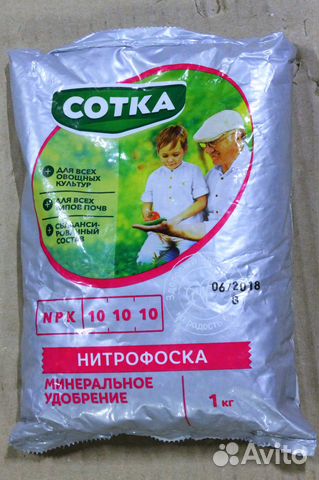 СОТКА
ДЛЯ ВСЕХ
ОВОЩНЫХ
КУЛЬТУР
ДЛЯ ВСЕХ
ТИПОВ ПОЧВ
СБАЛАНСИ-
РОВАННЫЙ
СОСТАВ
06/2018
NPK 10 10 10
НИТРОФОСКА
МИНЕРАЛЬНОЕ
УДОБРЕНИЕ
1 кг
Avito